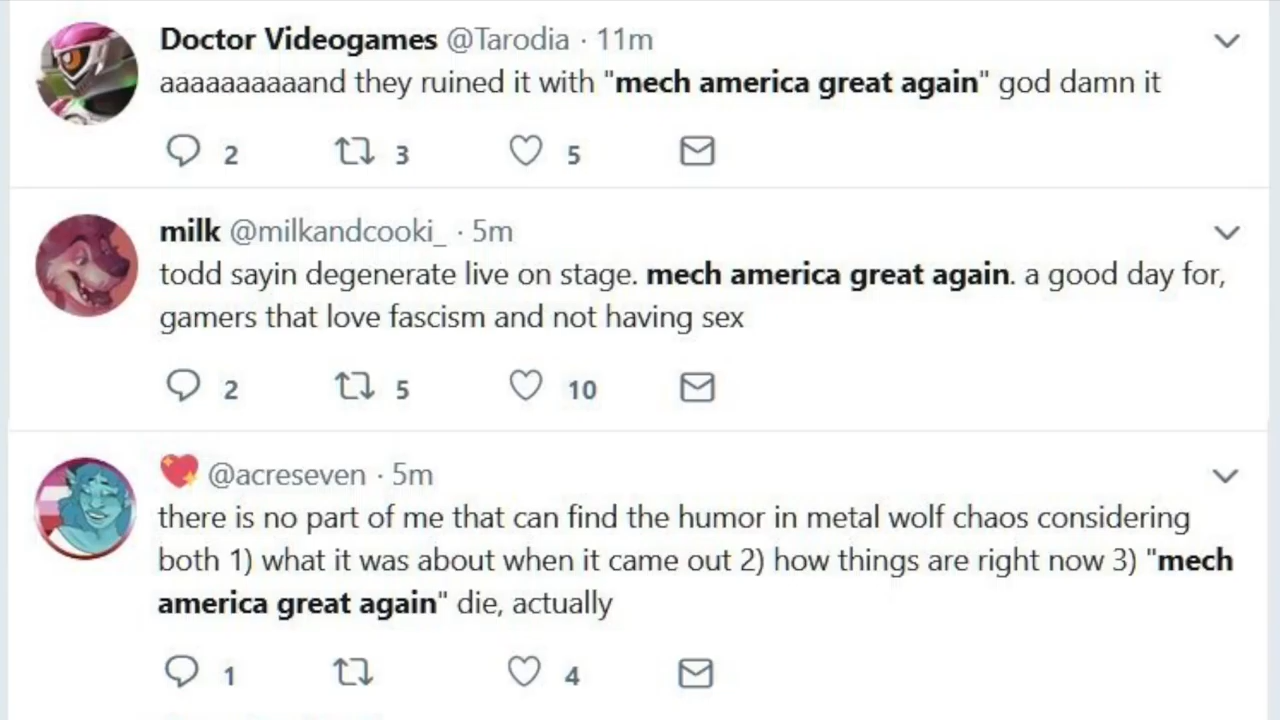 Doctor Videogames @Tarodia · 11m
aaaaaaaaaand they ruined it with "mech america great again" god damn it
2 3 5
milk @milkandcooki_ · 5m
todd sayin degenerate live on stage. mech america great again. a good day for,
gamers that love fascism and not having sex
2 5 10
💖 @acreseven · 5m
there is no part of me that can find the humor in metal wolf chaos considering
both 1) what it was about when it came out 2) how things are right now 3) "mech
america great again" die, actually
1 4